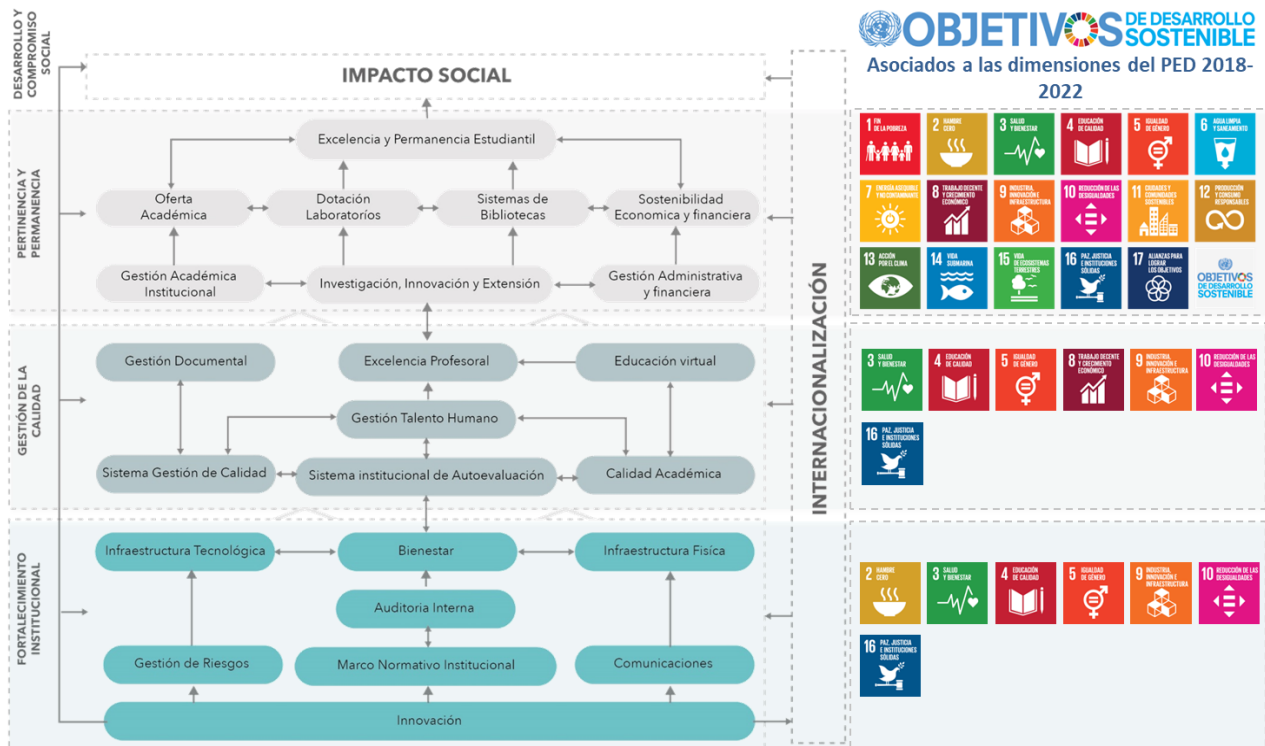 DESARROLLO Y
COMPROMISO
SOCIAL
IMPACTO SOCIAL
PERTINENCIA Y
PERMANENCIA
Excelencia y Permanencia Estudiantil
Oferta
Académica
Dotación
Laboratoríos
Sistemas de
Bibliotecas
Sostenibilidad
Economica y financiera
Gestión Académica
Institucional
Investigación, Innovación y Extensión
Gestión Administrativa
y financiera
GESTIÓN DE LA
CALIDAD
Gestión Documental
Excelencia Profesoral
Educación virtual
Gestión Talento Humano
Sistema Gestión de Calidad
Sistema institucional de Autoevaluación
Calidad Académica
FORTALECIMIENTO
INSTITUCIONAL
Infraestructura Tecnológica
Bienestar
Infraestructura Fisíca
Auditoria Interna
Gestión de Riesgos
Marco Normativo Institucional
Comunicaciones
Innovación
INTERNACIONALIZACIÓN
OBJETIVOS DE DESARROLLO
SOSTENIBLE
Asociados a las dimensiones del PED 2018-
2022
1 FIN
DE LA POBREZA
2 HAMBRE
CERO
3 SALUD
Y BIENESTAR
4 EDUCACIÓN
DE CALIDAD
5 IGUALDAD
DE GÉNERO
6 AGUA LIMPIA
Y SANEAMIENTO
7 ENERGÍA ASEQUIBLE
Y NO CONTAMINANTE
8 TRABAJO DECENTE
Y CRECIMIENTO
ECONÓMICO
9 INDUSTRIA,
INNOVACIÓN E
INFRAESTRUCTURA
10 REDUCCIÓN DE LAS
DESIGUALDADES
11 CIUDADES Y
COMUNIDADES
SOSTENIBLES
12 PRODUCCIÓN
Y CONSUMO
RESPONSABLES
13 ACCIÓN
POR EL CLIMA
14 VIDA
SUBMARINA
15 VIDA
DE ECOSISTEMAS
TERRESTRES
16 PAZ, JUSTICIA
E INSTITUCIONES
SÓLIDAS
17 ALIANZAS PARA
LOGRAR
LOS OBJETIVOS
OBJETIVOS
DE DESARROLLO
SOSTENIBLE
3 SALUD
Y BIENESTAR
4 EDUCACIÓN
DE CALIDAD
5 IGUALDAD
DE GÉNERO
8 TRABAJO DECENTE
Y CRECIMIENTO
ECONÓMICO
9 INDUSTRIA,
INNOVACIÓN E
INFRAESTRUCTURA
10 REDUCCIÓN DE LAS
DESIGUALDADES
16 PAZ, JUSTICIA
E INSTITUCIONES
SÓLIDAS
2 HAMBRE
CERO
3 SALUD
Y BIENESTAR
4 EDUCACIÓN
DE CALIDAD
5 IGUALDAD
DE GÉNERO
9 INDUSTRIA,
INNOVACIÓN E
INFRAESTRUCTURA
10 REDUCCIÓN DE LAS
DESIGUALDADES
16 PAZ, JUSTICIA
E INSTITUCIONES
SÓLIDAS